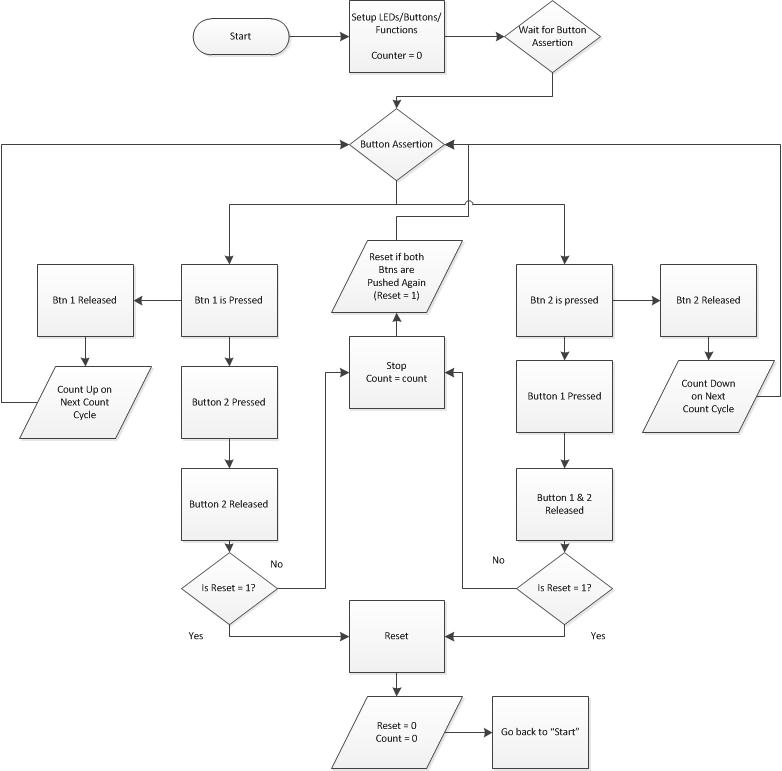 Start
Setup LEDs/Buttons/
Functions
Counter = 0
Wait for Button
Assertion
Button Assertion
Reset if both
Btns are
Pushed Again
(Reset = 1)
Btn 1 Released
Btn 1 is Pressed
Btn 2 is pressed
Btn 2 Released
Stop
Count = count
Count Up on
Next Count
Cycle
Button 2 Pressed
Button 1 Pressed
Count Down
on Next
Count Cycle
Button 2 Released
Button 1 & 2
Released
No
No
Is Reset = 1?
Is Reset = 1?
Yes
Reset
Yes
Reset = 0
Count = 0
Go back to "Start"